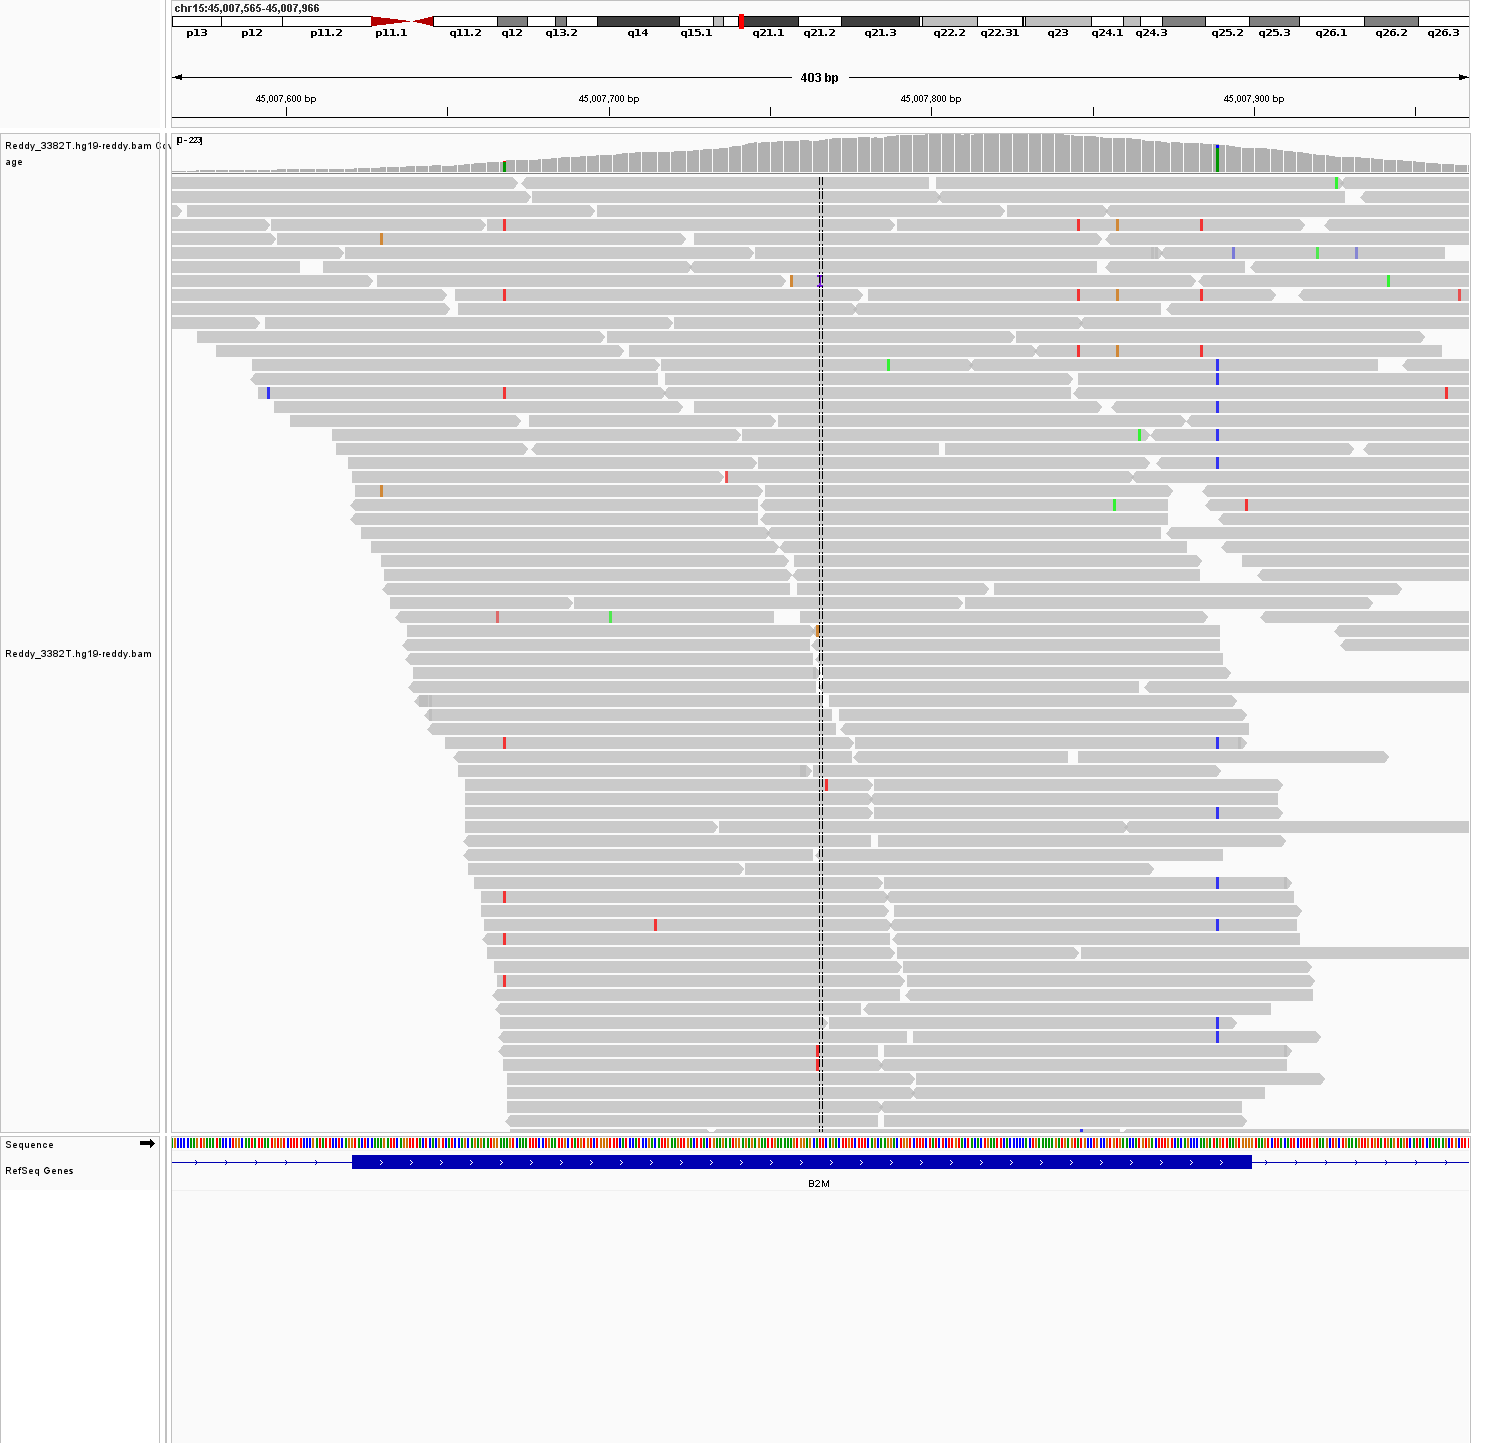 chr15:45,007,565-45,007,966
p13 p12 p11.2 p11.1 q11.2 q12 q13.2 q14 q15.1 q21.1 q21.2 q21.3 q22.2 q22.31 q23 q24.1 q24.3 q25.2 q25.3 q26.1 q26.2 q26.3
403 bp
45,007,600 bp 45,007,700 bp 45,007,800 bp 45,007,900 bp
Reddy_3382T.hg19-reddy.bam Cov
age
[0 - 223]
Reddy_3382T.hg19-reddy.bam
Sequence
RefSeq Genes
B2M